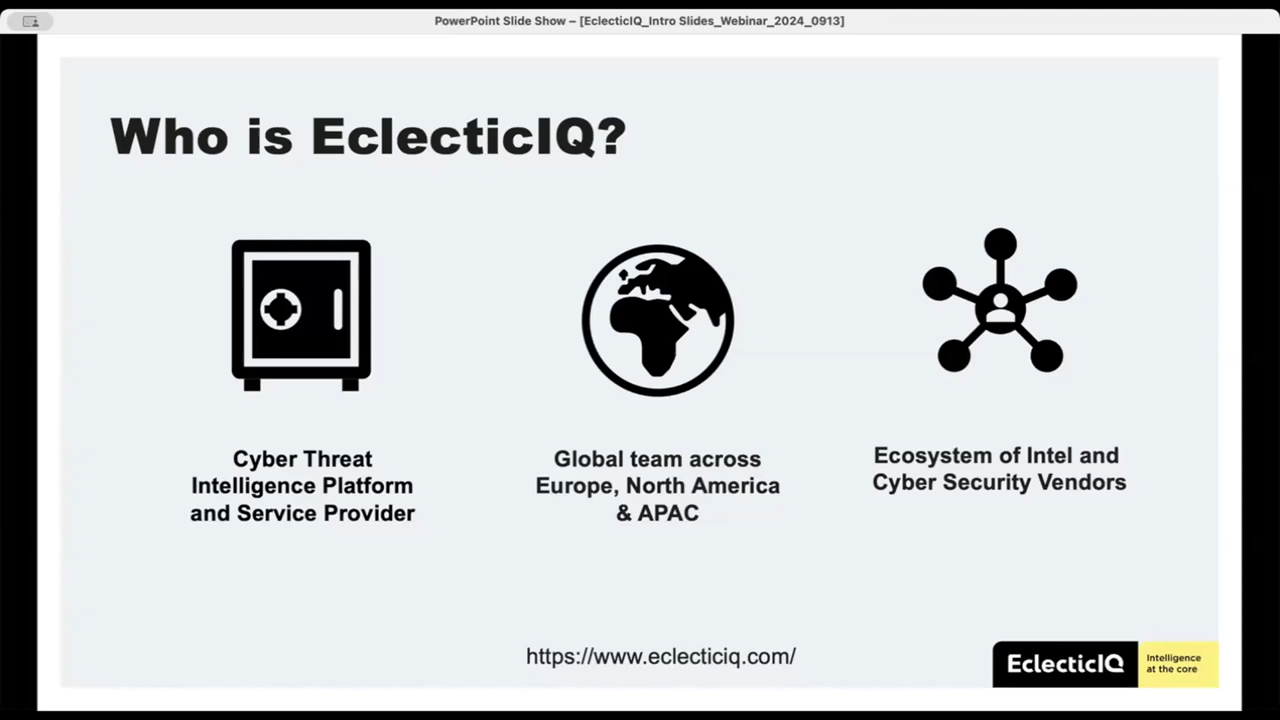 PowerPoint Slide Show – [EclecticIQ_Intro Slides_Webinar_2024_0913]
Who is EclecticIQ?
Cyber Threat
Intelligence Platform
and Service Provider
Global team across
Europe, North America
& APAC
Ecosystem of Intel and
Cyber Security Vendors
https://www.eclecticiq.com/
EclecticIQ
Intelligence
at the core